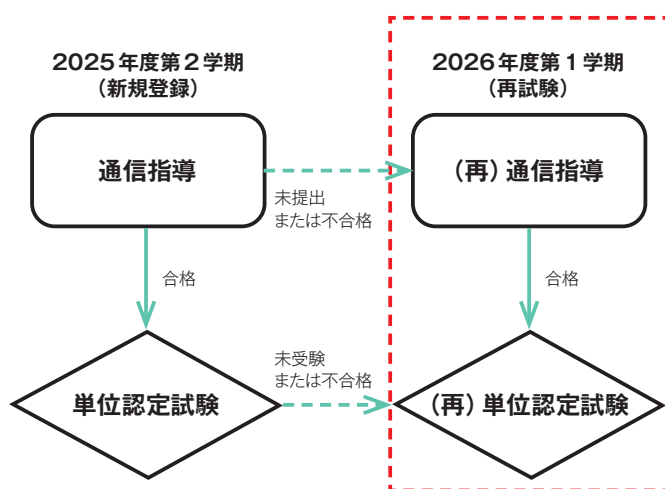 2025年度第2学期
（新規登録）
2026年度第1学期
（再試験）
通信指導
（再）通信指導
未提出
または不合格
合格
合格
未受験
または不合格
単位認定試験
（再）単位認定試験